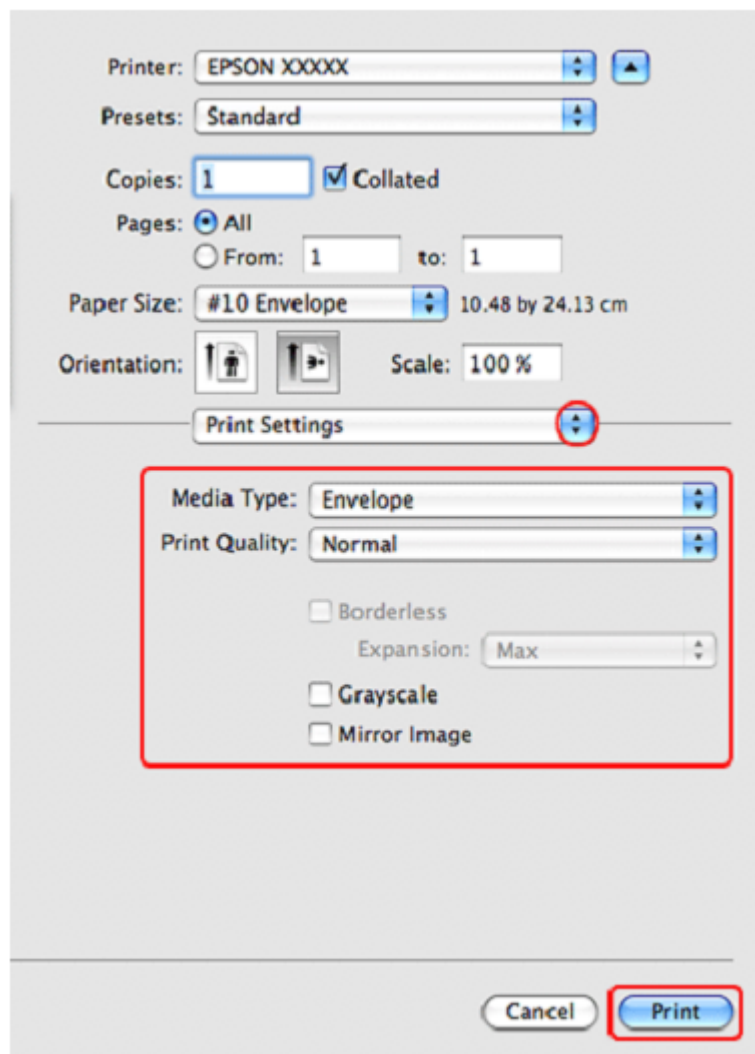 Printer: EPSON XXXXX
Presets: Standard
Copies: 1 Collated
Pages: All
From: 1 to: 1
Paper Size: #10 Envelope 10.48 by 24.13 cm
Orientation: Scale: 100 %
Print Settings
Media Type: Envelope
Print Quality: Normal
Borderless
Expansion: Max
Grayscale
Mirror Image
Cancel Print